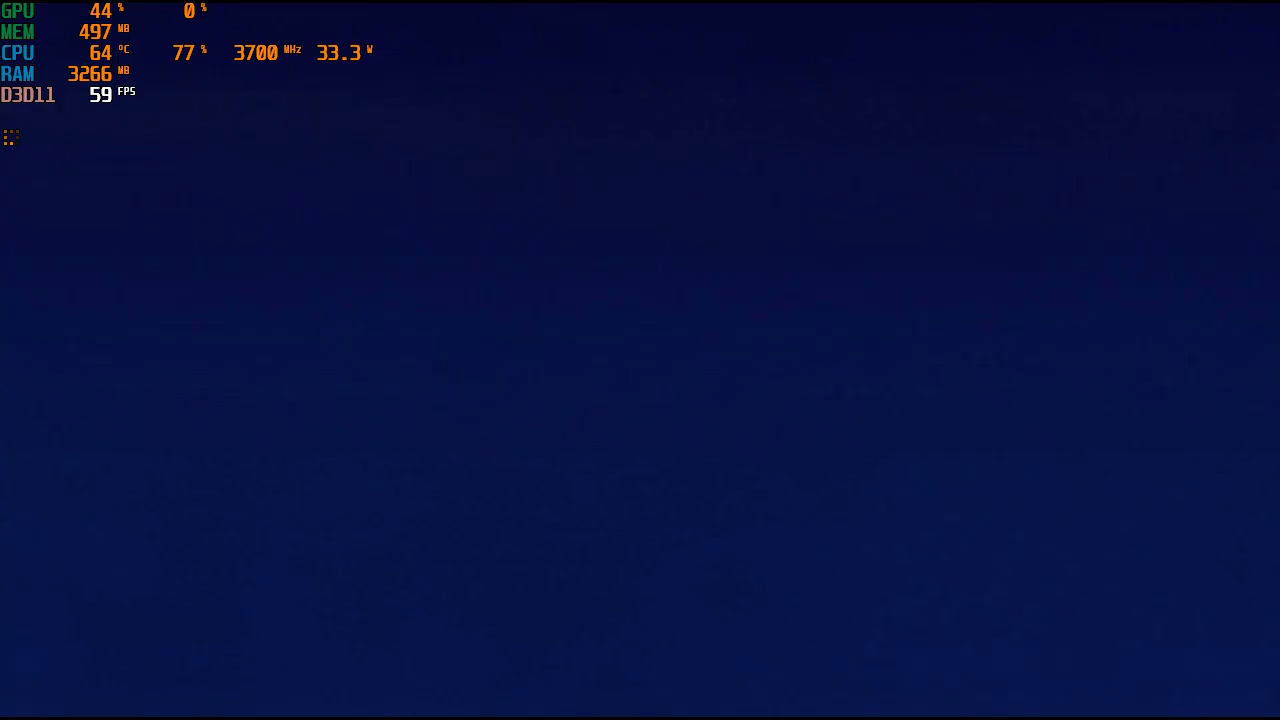 GPU 44 % 0 %
MEM 497 MB
CPU 64 °C 77 % 3700 MHz 33.3 W
RAM 3266 MB
D3D11 59 FPS